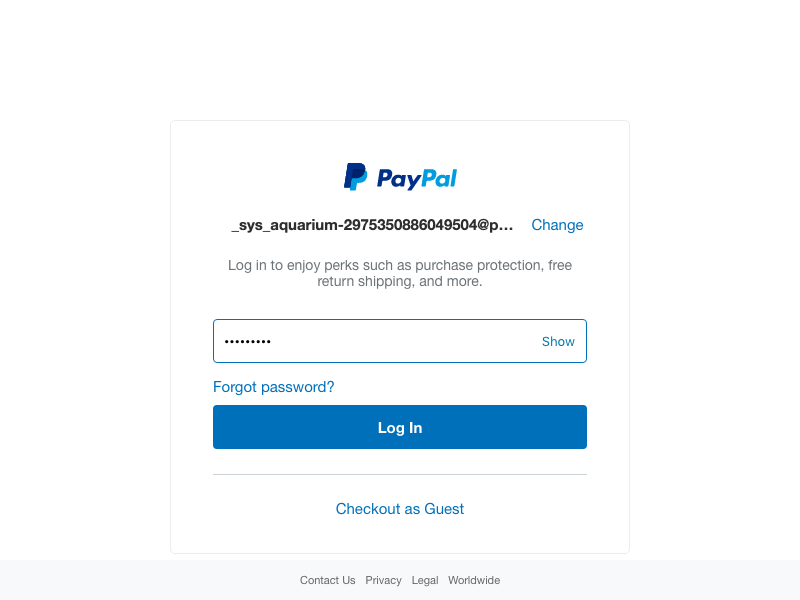 PayPal
_sys_aquarium-2975350886049504@p... Change
Log in to enjoy perks such as purchase protection, free
return shipping, and more.
••••••••• Show
Forgot password?
Log In
Checkout as Guest
Contact Us Privacy Legal Worldwide